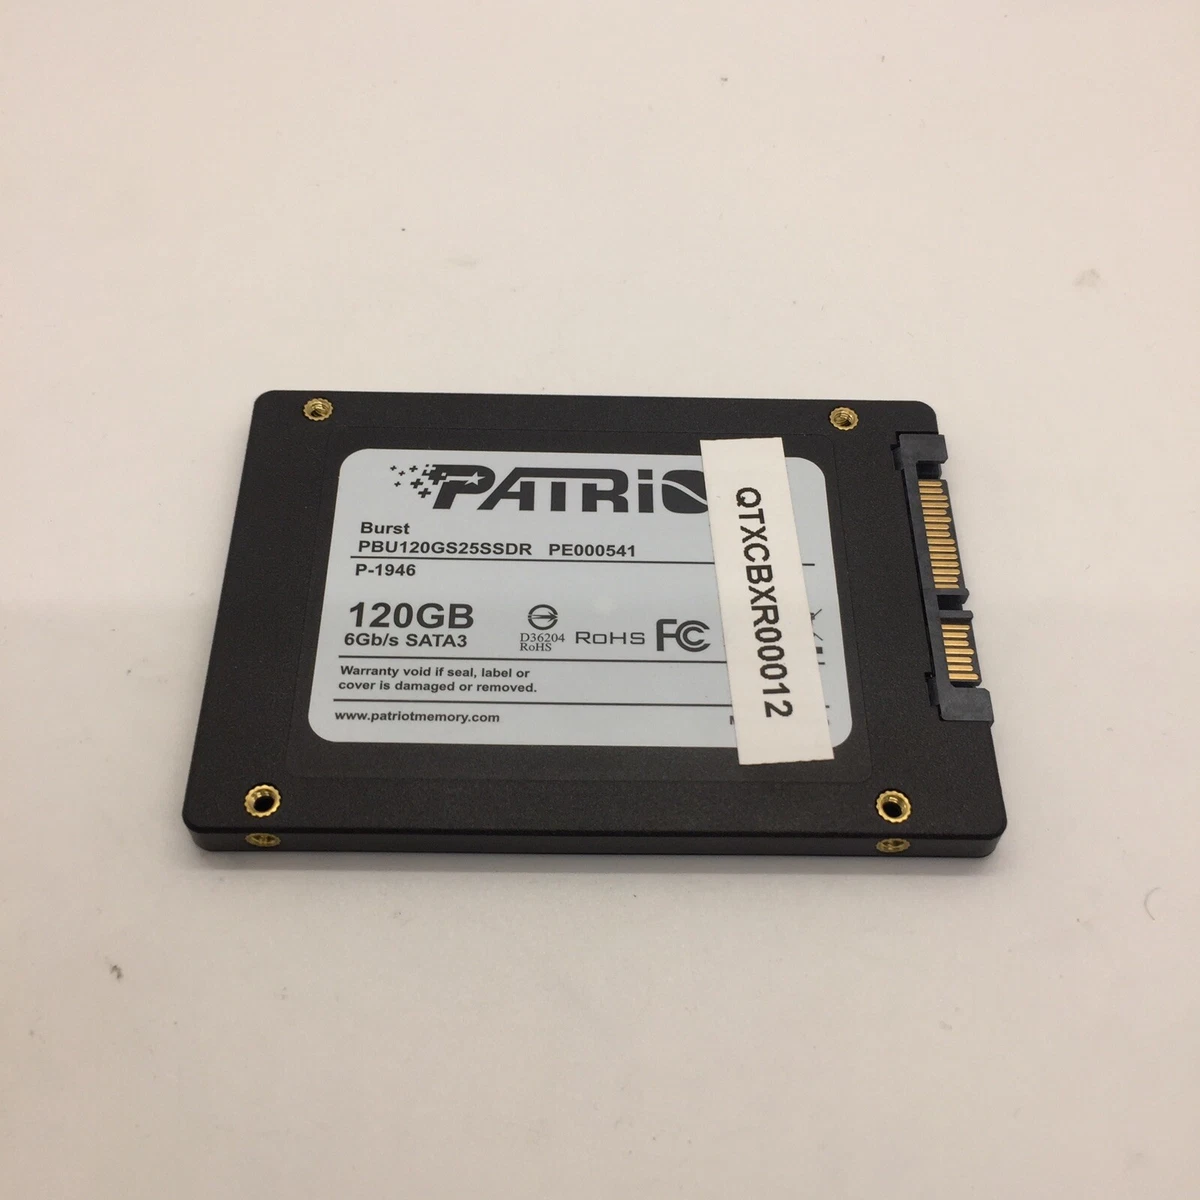 PATRIO
Burst
PBU120GS25SSDR PE000541
P-1946
120GB
6Gb/s SATA3
D36204
RoHS
RoHS
FC
Warranty void if seal, label or
cover is damaged or removed.
www.patriotmemory.com
QTXCBXR00012